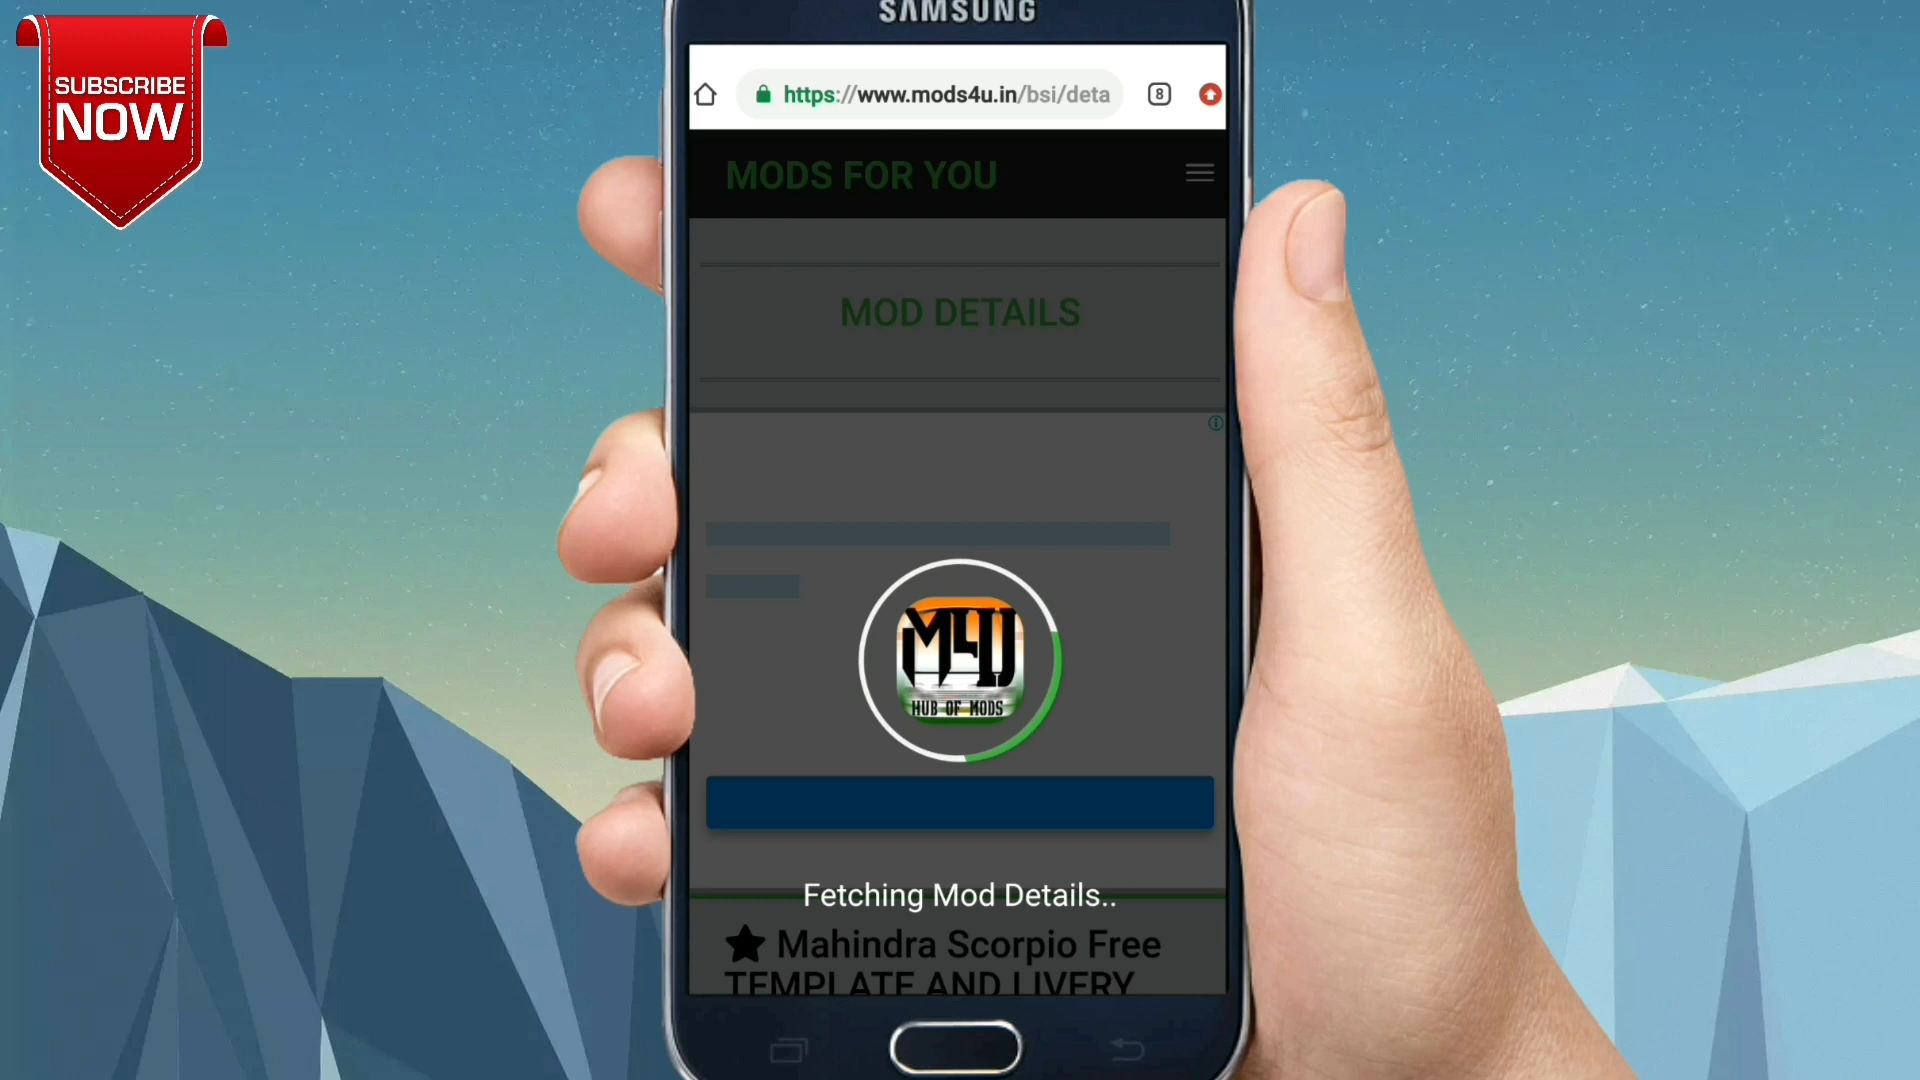 SUBSCRIBE
NOW
SAMSUNG
https://www.mods4u.in/bsi/deta
8
MODS FOR YOU
MOD DETAILS
M4U
HUB OF MODS
Fetching Mod Details..
★ Mahindra Scorpio Free
TEMPLATE AND LIVERY